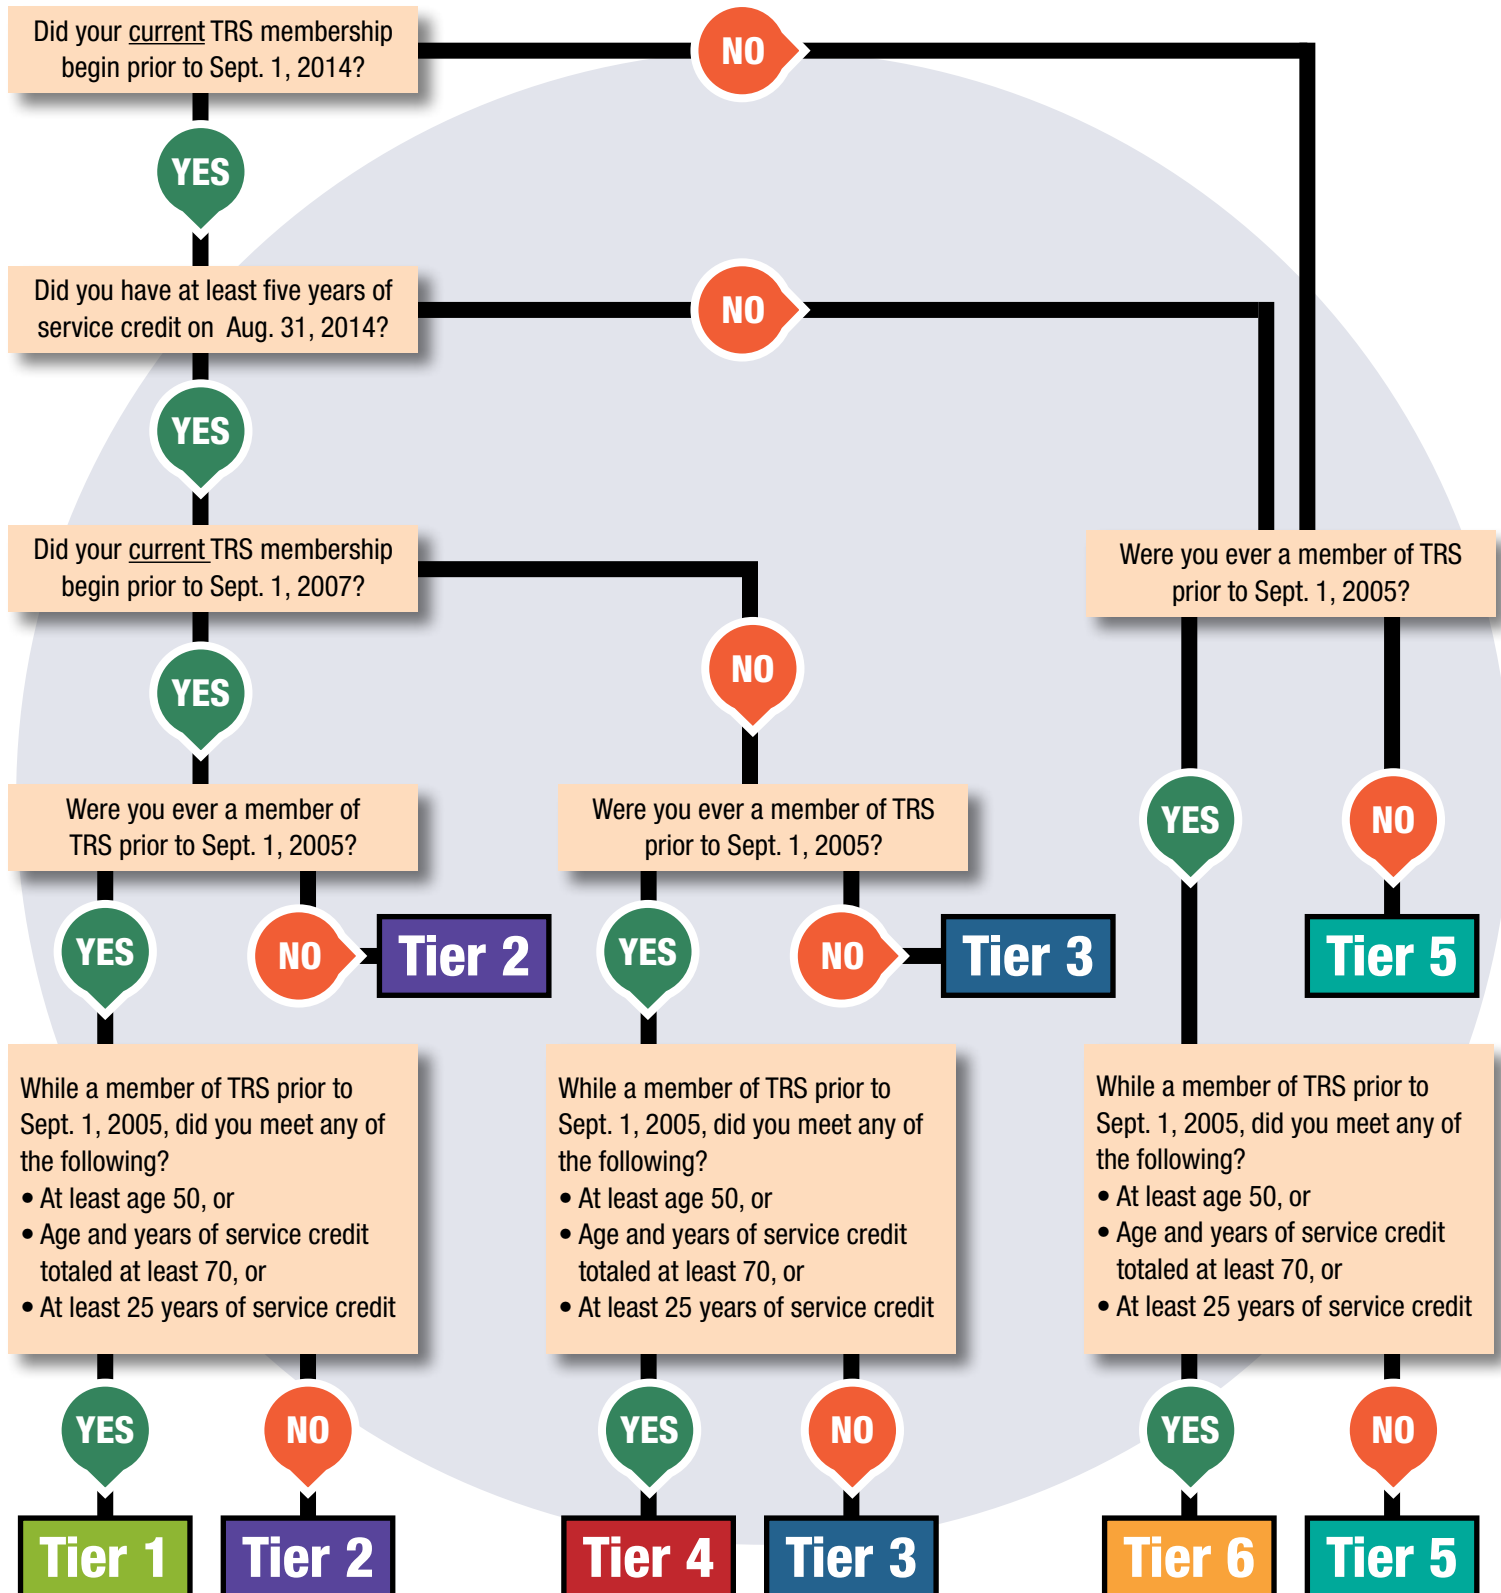 Did your current TRS membership
begin prior to Sept. 1, 2014?
NO
YES
Did you have at least five years of
service credit on Aug. 31, 2014?
NO
YES
Did your current TRS membership
begin prior to Sept. 1, 2007?
Were you ever a member of TRS
prior to Sept. 1, 2005?
YES
NO
Were you ever a member of
TRS prior to Sept. 1, 2005?
Were you ever a member of TRS
prior to Sept. 1, 2005?
YES
NO
YES
NO
Tier 2
YES
NO
Tier 3
Tier 5
While a member of TRS prior to
Sept. 1, 2005, did you meet any of
the following?
• At least age 50, or
• Age and years of service credit
totaled at least 70, or
• At least 25 years of service credit
While a member of TRS prior to
Sept. 1, 2005, did you meet any of
the following?
• At least age 50, or
• Age and years of service credit
totaled at least 70, or
• At least 25 years of service credit
While a member of TRS prior to
Sept. 1, 2005, did you meet any of
the following?
• At least age 50, or
• Age and years of service credit
totaled at least 70, or
• At least 25 years of service credit
YES
NO
YES
NO
YES
NO
Tier 1
Tier 2
Tier 4
Tier 3
Tier 6
Tier 5